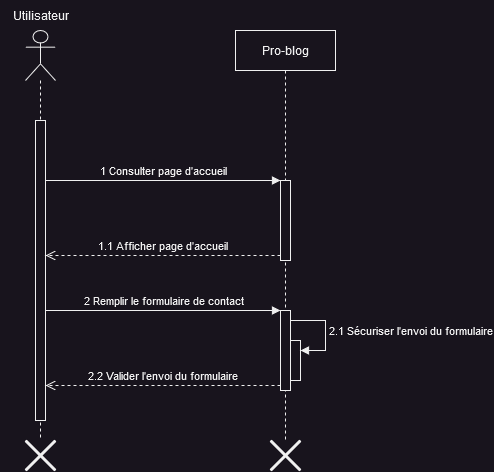 Utilisateur
Pro-blog
1 Consulter page d'accueil
1.1 Afficher page d'accueil
2 Remplir le formulaire de contact
2.1 Sécuriser l'envoi du formulaire
2.2 Valider l'envoi du formulaire